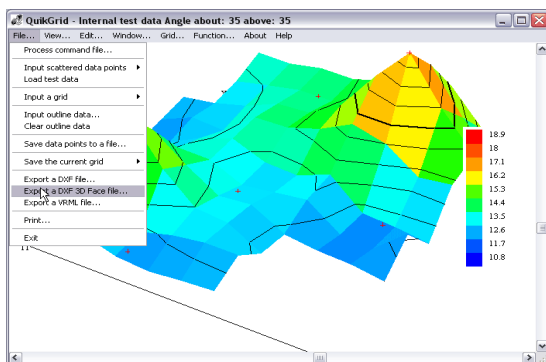 QuikGrid - Internal test data Angle about: 35 above: 35
File... View... Edit... Window... Grid... Function... About Help
Process command file...
Input scattered data points
Load test data
Input a grid
Input outline data...
Clear outline data
Save data points to a file...
Save the current grid
Export a DXF file...
Export a DXF 3D Face file...
Export a VRML file...
Print...
Exit
18.9
18
17.1
16.2
15.3
14.4
13.5
12.6
11.7
10.8